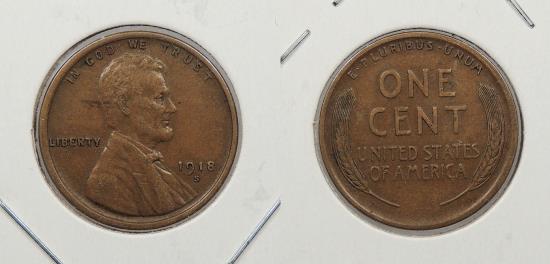 IN GOD WE TRUST
LIBERTY
1918
S
E·PLURIBUS·UNUM
ONE
CENT
UNITED STATES
OF AMERICA